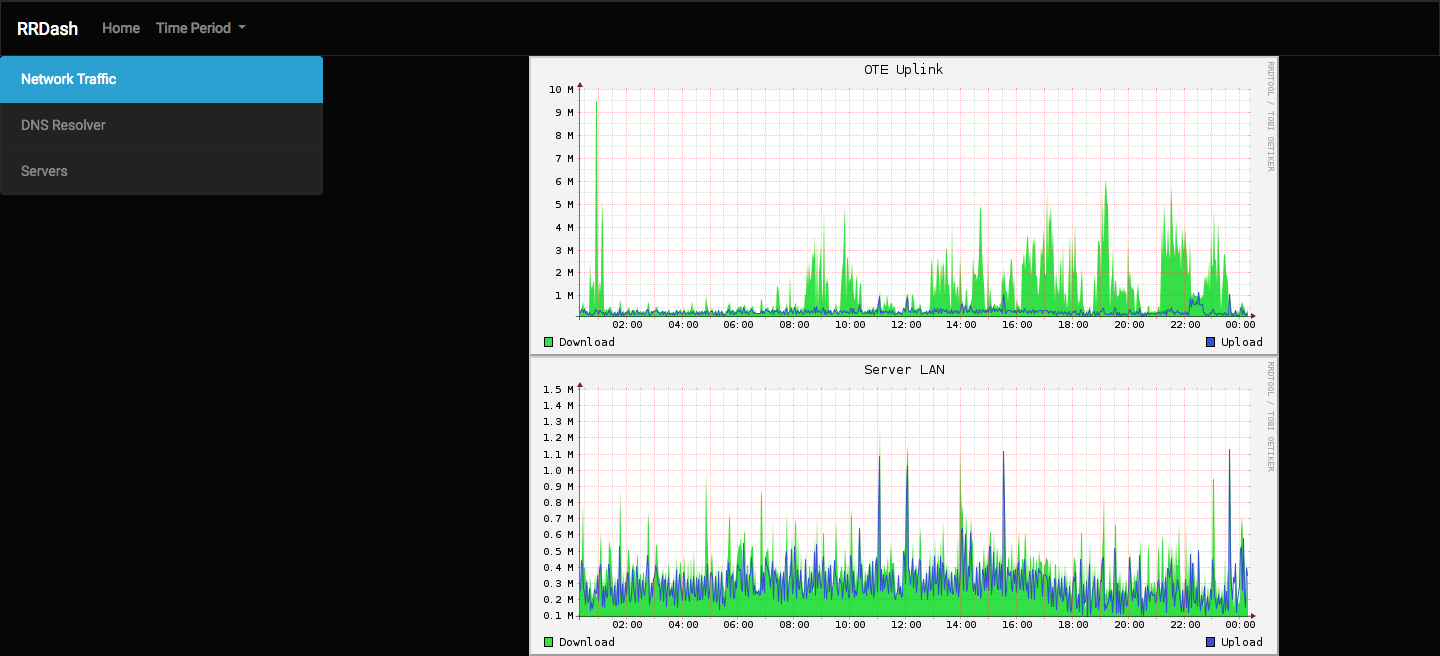 RRDash Home Time Period
Network Traffic
DNS Resolver
Servers
OTE Uplink
RRDTOOL / TOBI OETIKER
10 M
9 M
8 M
7 M
6 M
5 M
4 M
3 M
2 M
1 M
02:00 04:00 06:00 08:00 10:00 12:00 14:00 16:00 18:00 20:00 22:00 00:00
Download Upload
Server LAN
RRDTOOL / TOBI OETIKER
1.5 M
1.4 M
1.3 M
1.2 M
1.1 M
1.0 M
0.9 M
0.8 M
0.7 M
0.6 M
0.5 M
0.4 M
0.3 M
0.2 M
0.1 M
02:00 04:00 06:00 08:00 10:00 12:00 14:00 16:00 18:00 20:00 22:00 00:00
Download Upload